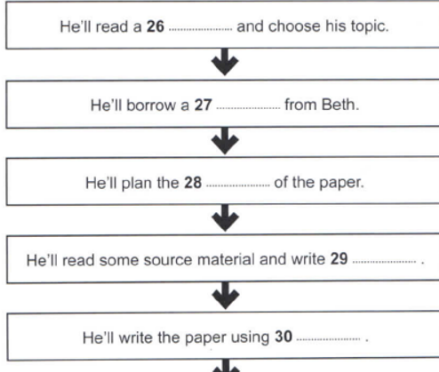 He'll read a 26 .................... and choose his topic.
He'll borrow a 27 .................... from Beth.
He'll plan the 28 .................... of the paper.
He'll read some source material and write 29 .................... .
He'll write the paper using 30 .................... .